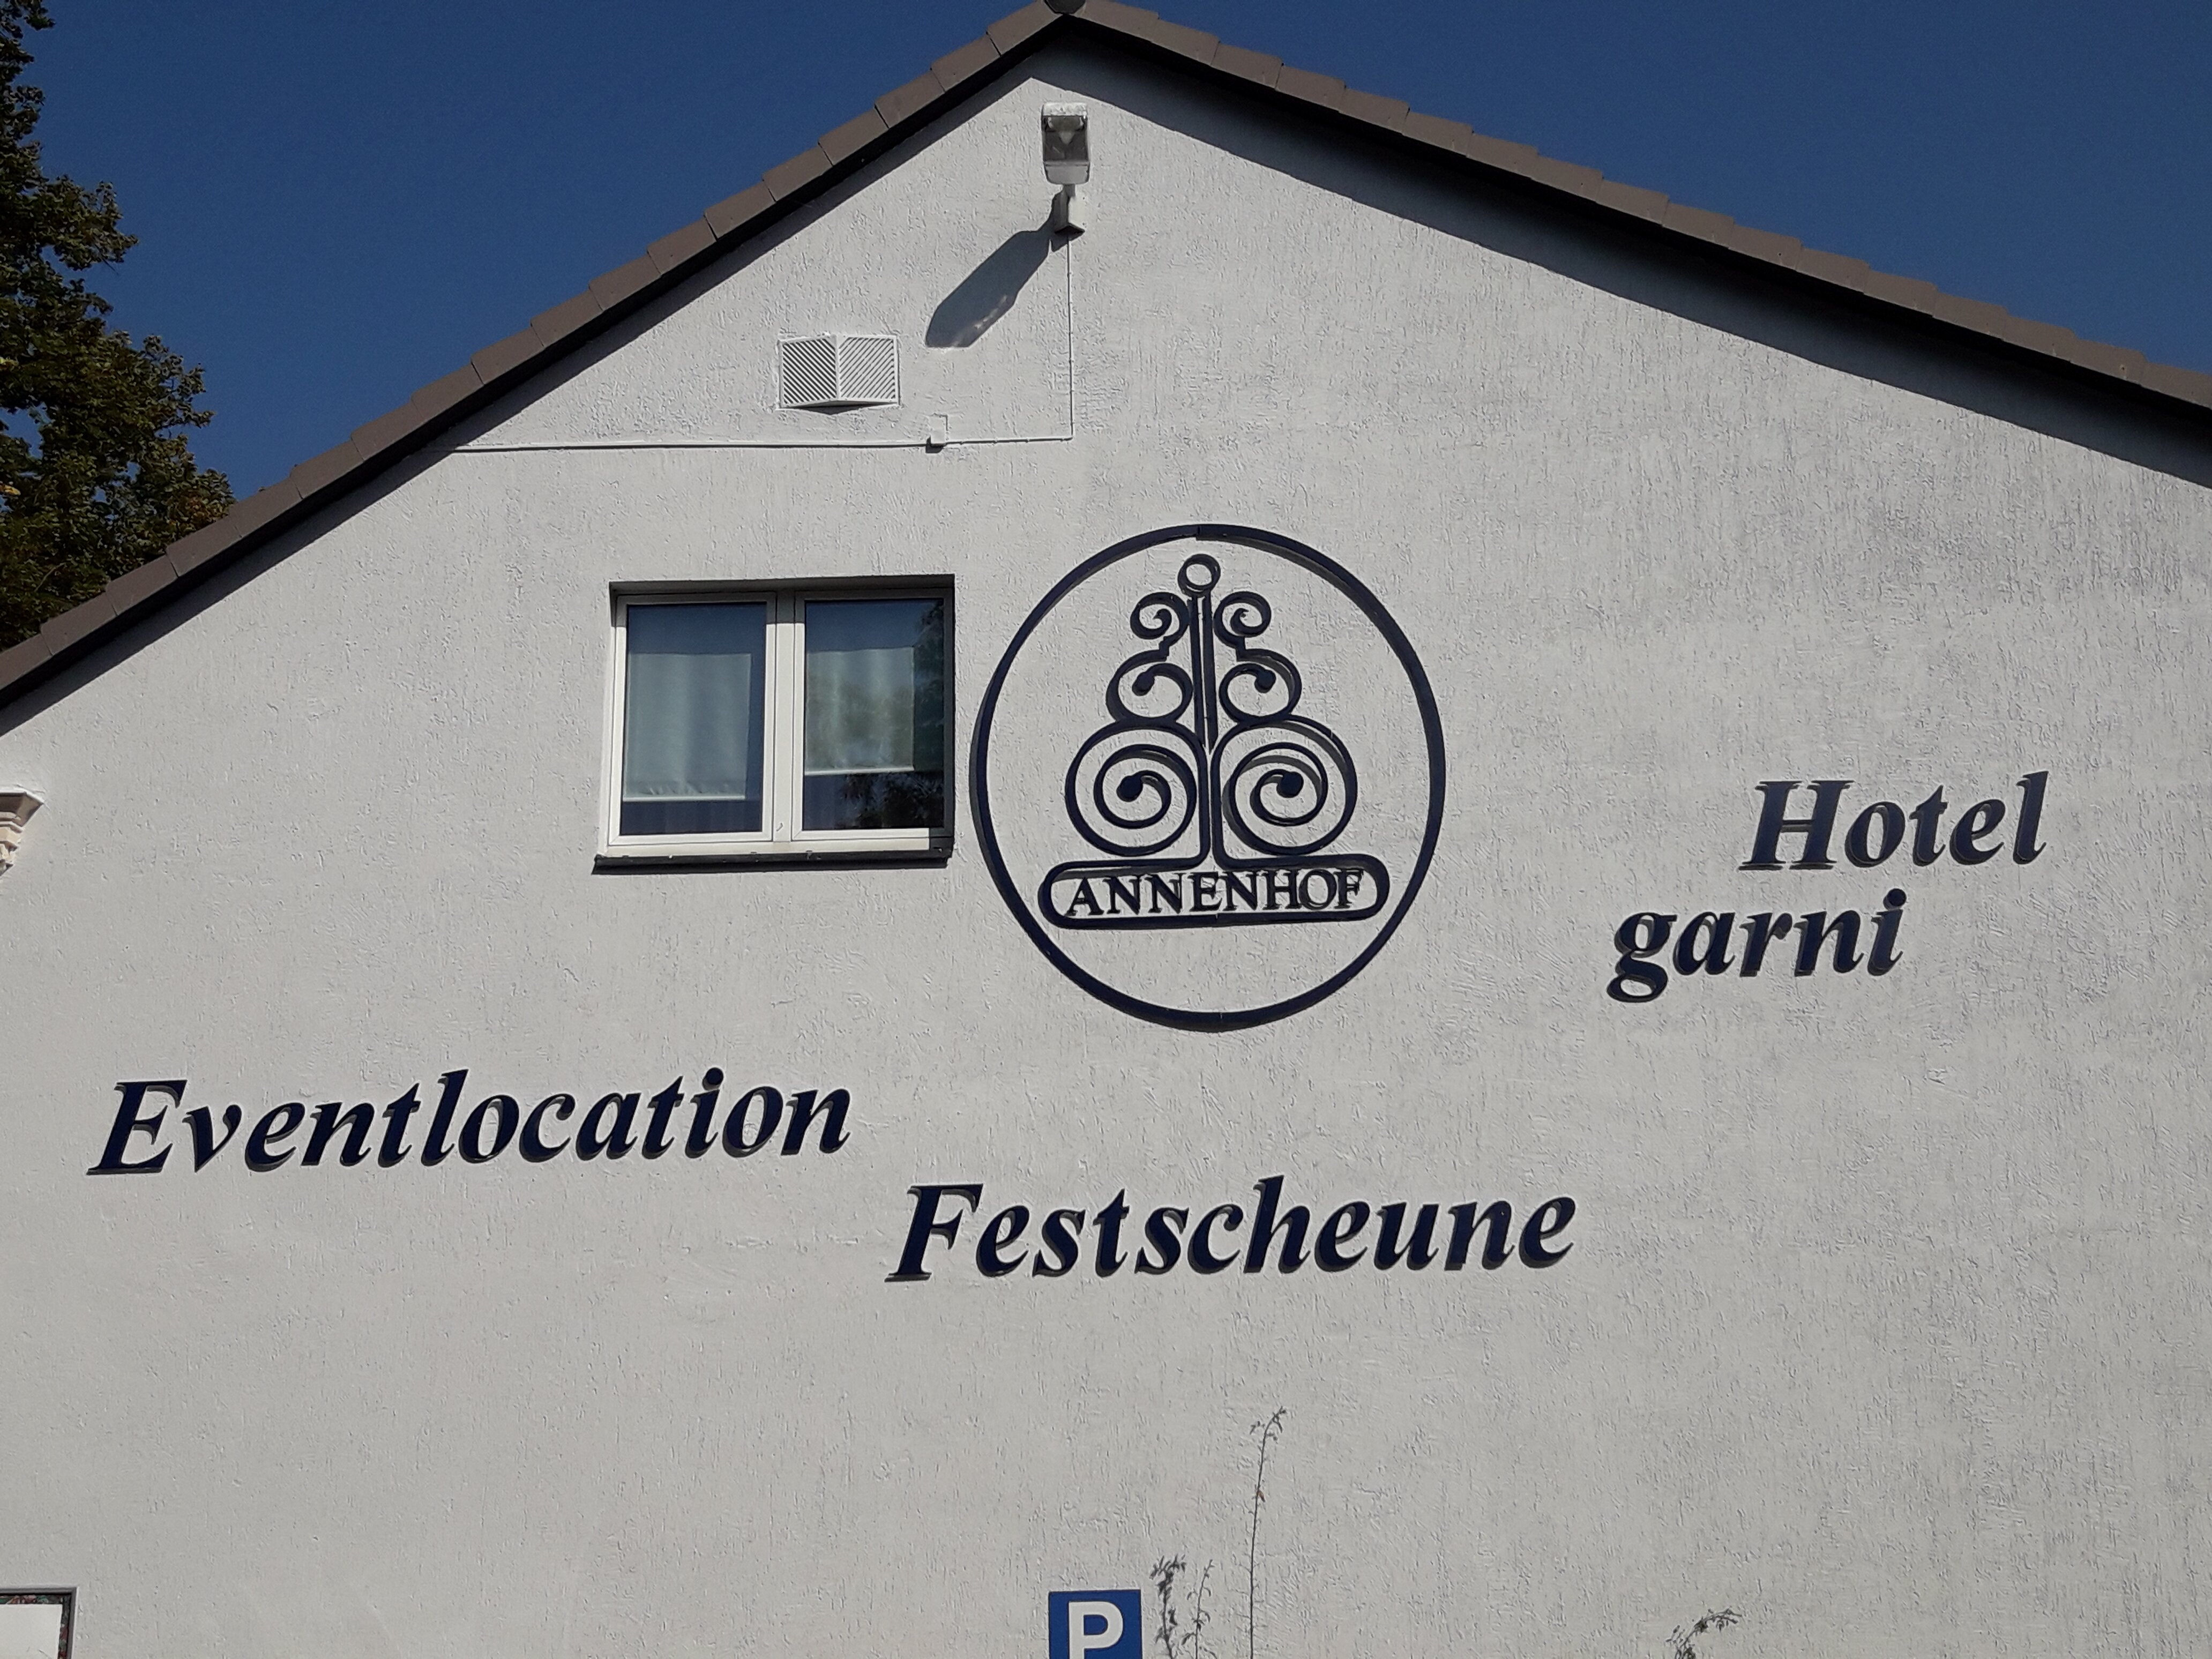 ANNENHOF
Hotel
garni
Eventlocation
Festscheune
P